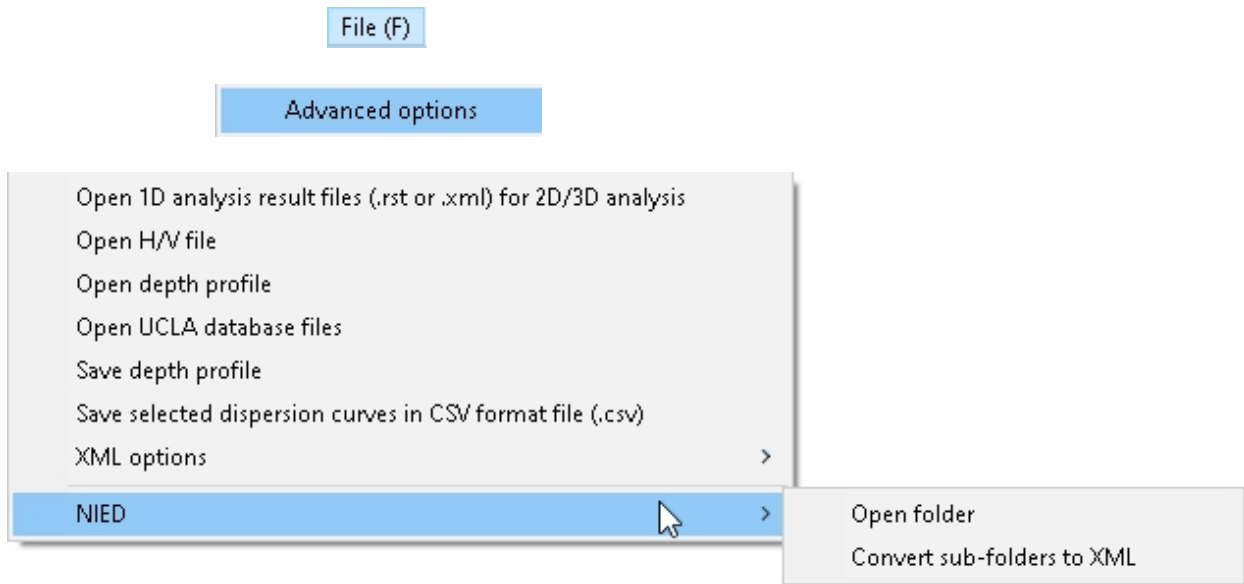 File (F)
Advanced options
Open 1D analysis result files (.rst or .xml) for 2D/3D analysis
Open H/V file
Open depth profile
Open UCLA database files
Save depth profile
Save selected dispersion curves in CSV format file (.csv)
XML options
NIED
Open folder
Convert sub-folders to XML